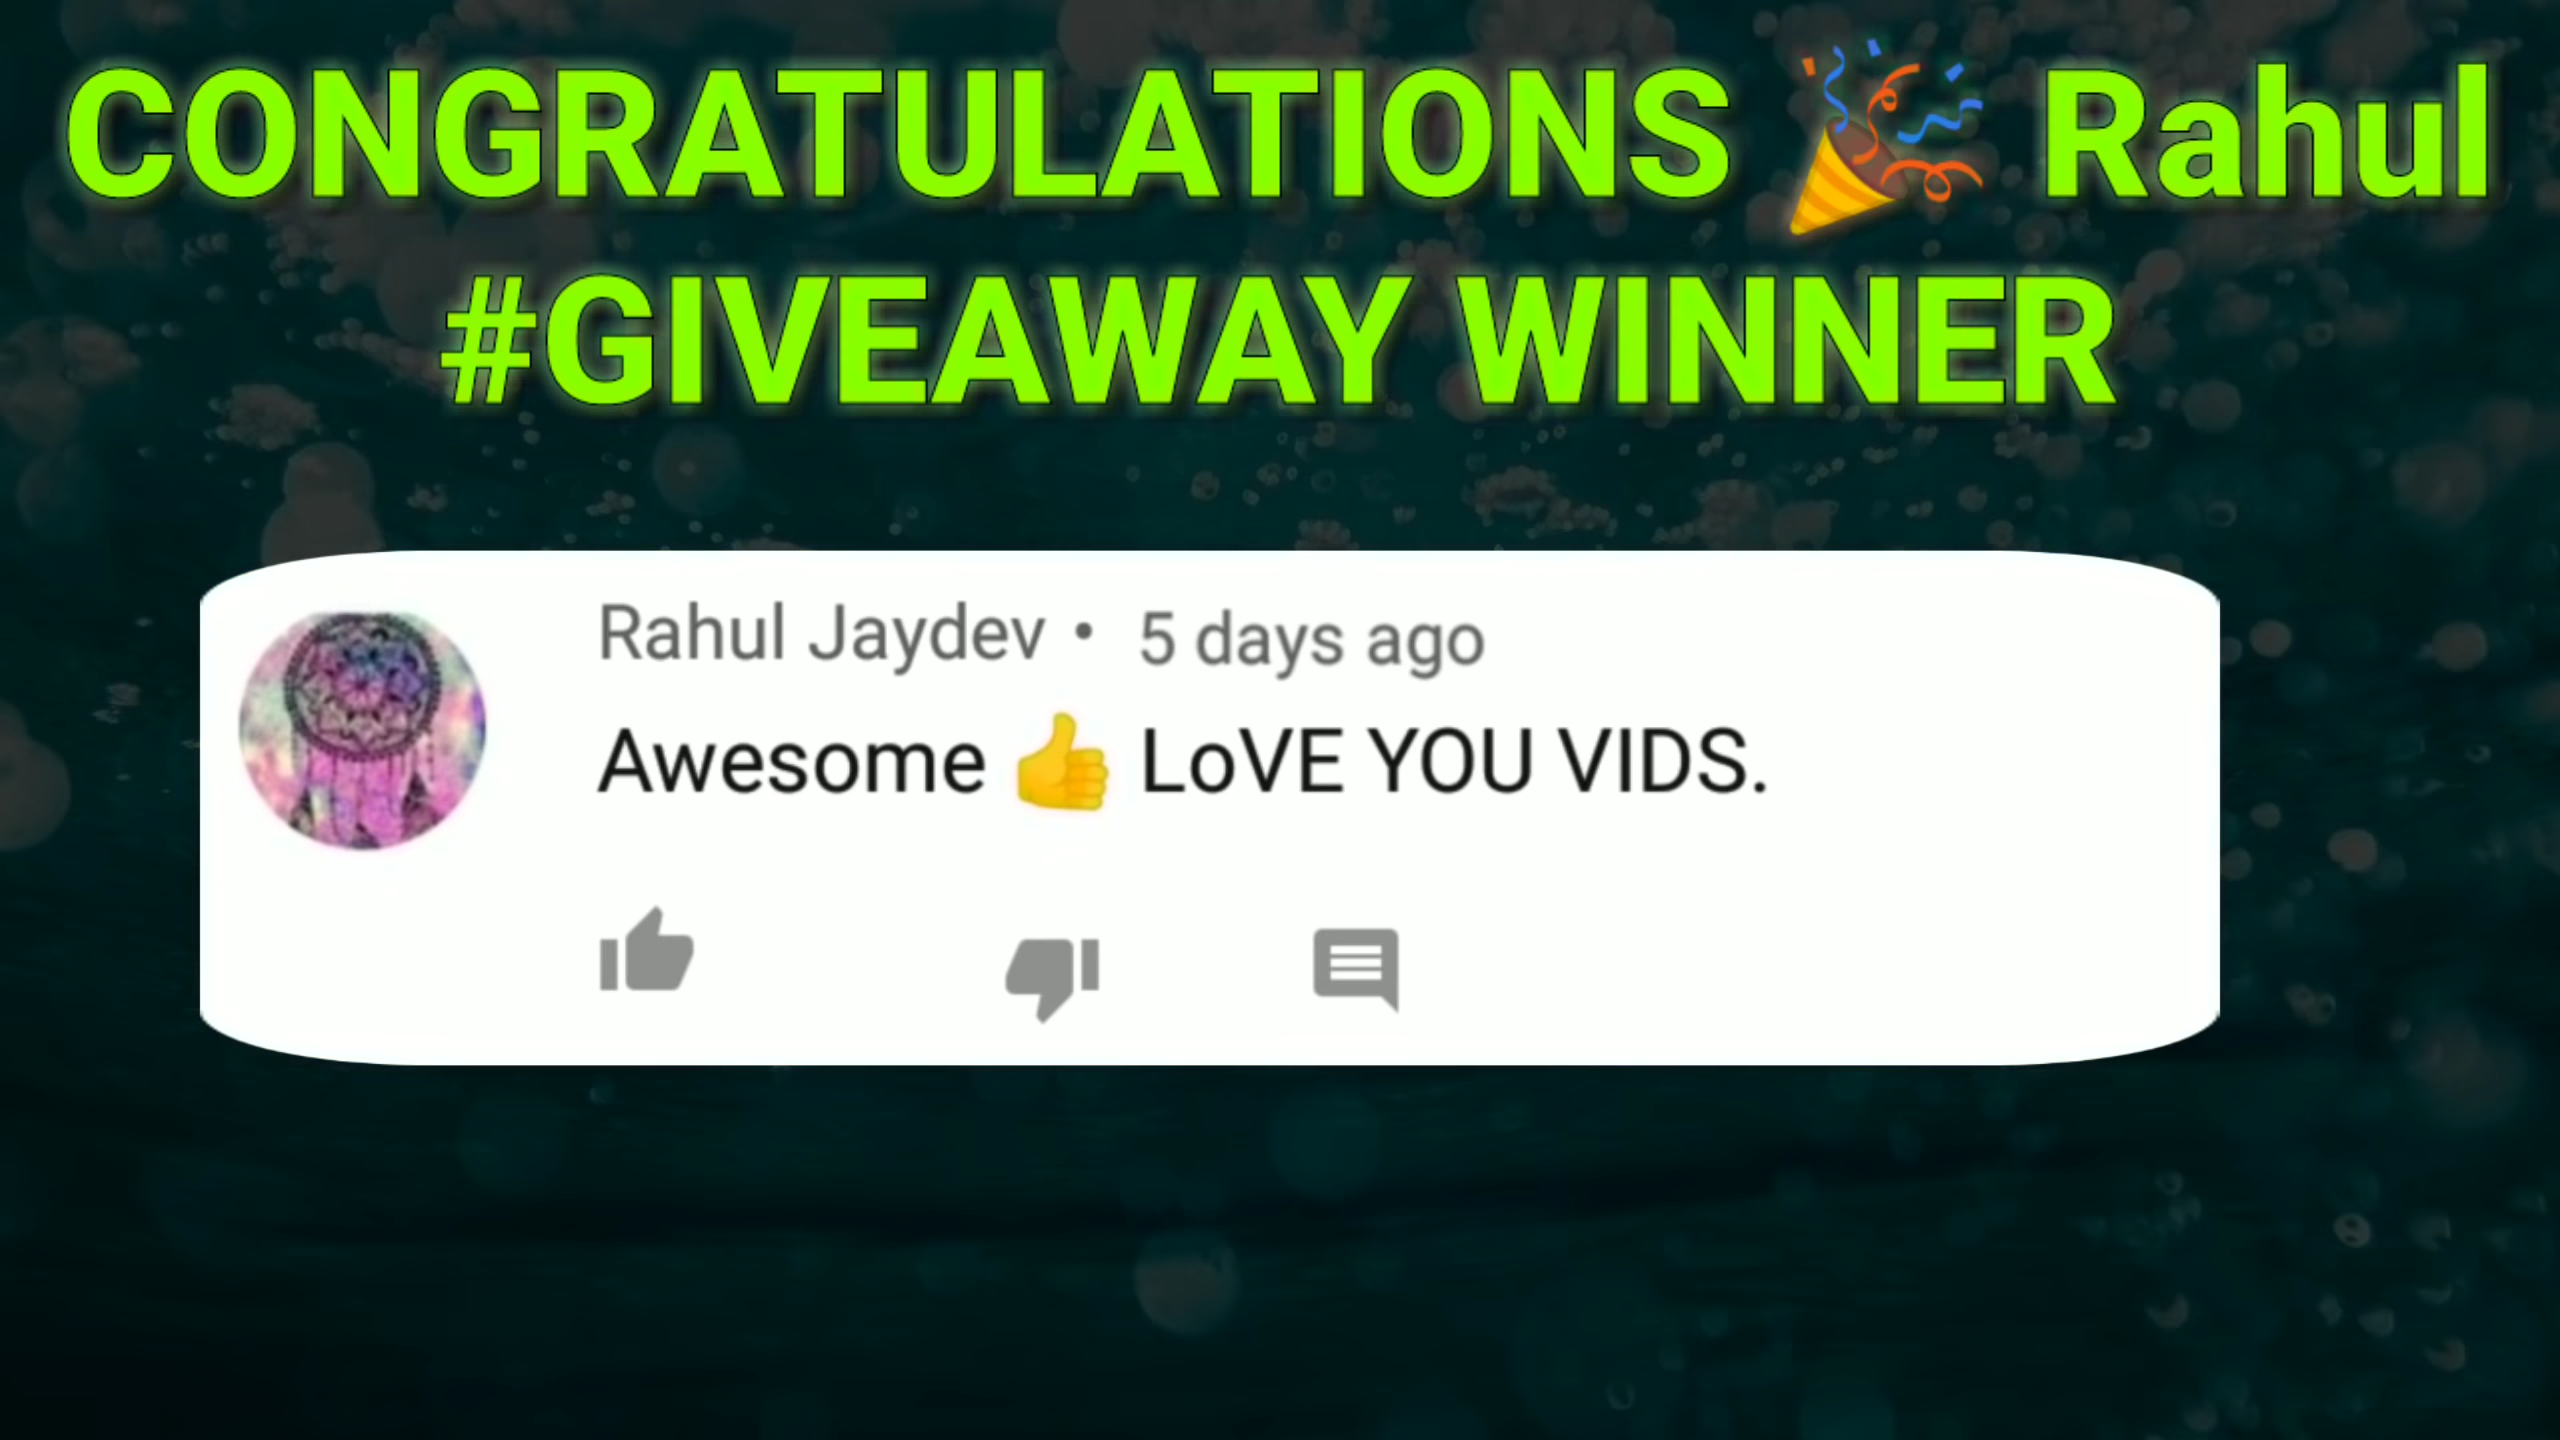 CONGRATULATIONS 🎉 Rahul
#GIVEAWAY WINNER
Rahul Jaydev • 5 days ago
Awesome 👍 LoVE YOU VIDS.